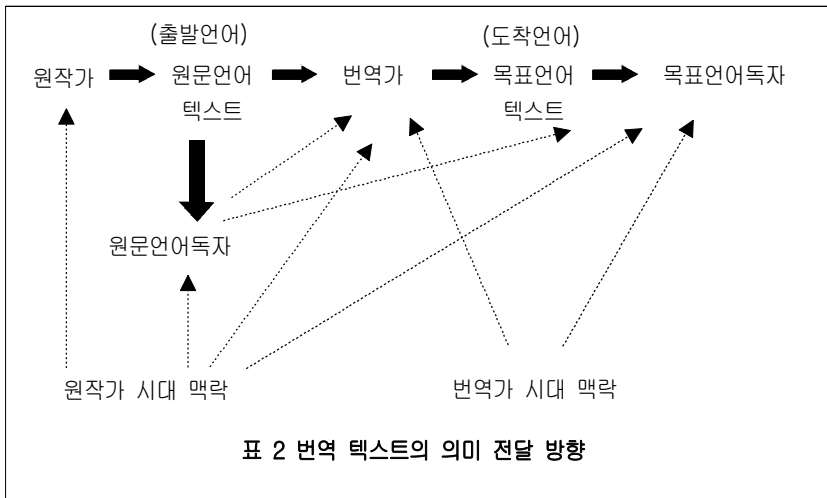 (출발언어) (도착언어)
원작가 원문언어 번역가 목표언어 목표언어독자
텍스트 텍스트
원문언어독자
원작가 시대 맥락 번역가 시대 맥락
표 2 번역 텍스트의 의미 전달 방향